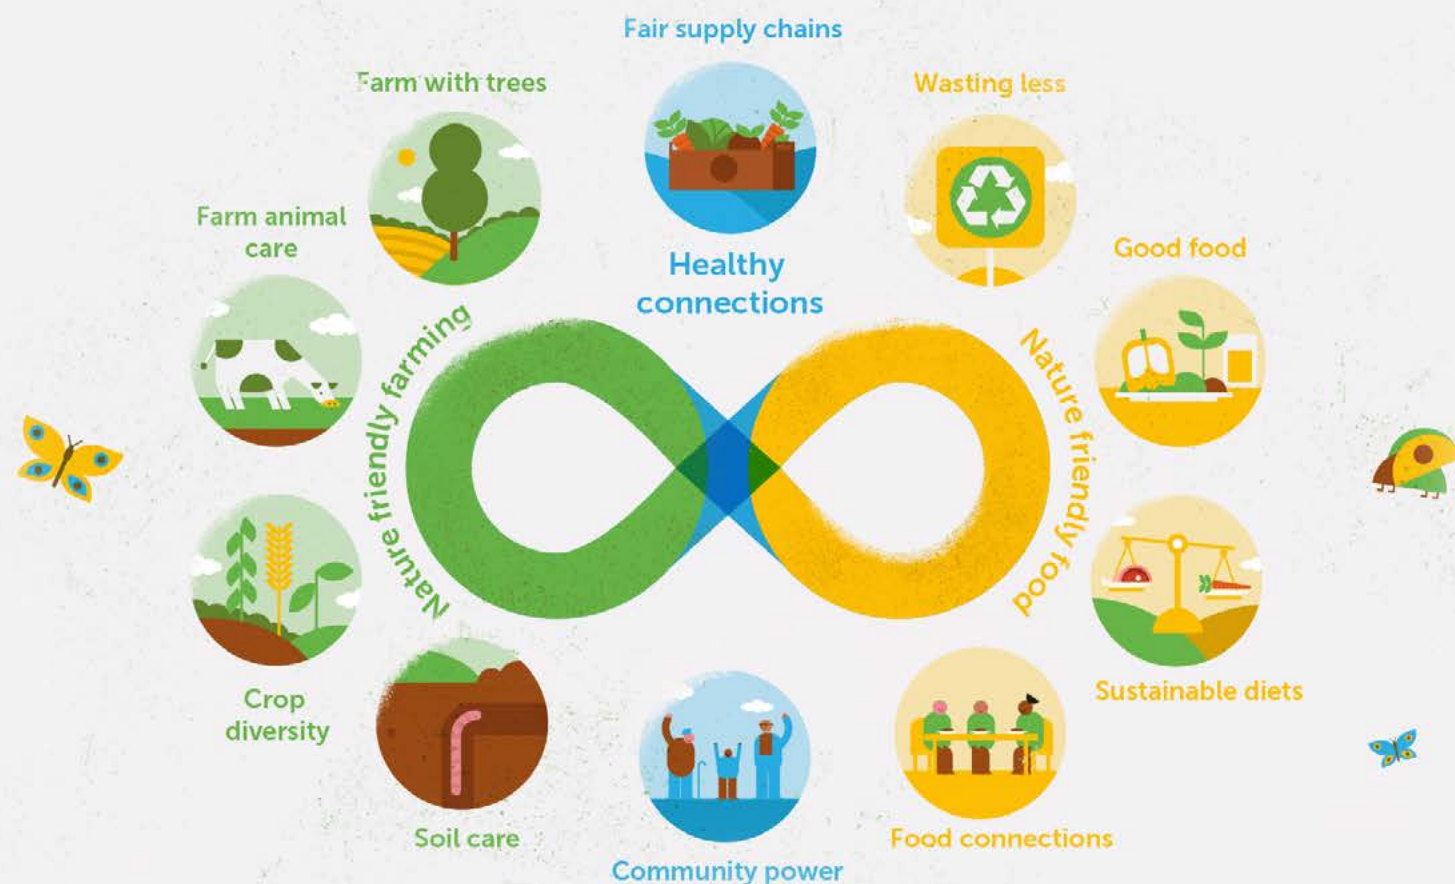 Fair supply chains
Farm with trees
Wasting less
Farm animal
care
Good food
Healthy
connections
Nature friendly farming
Nature friendly food
Crop
diversity
Sustainable diets
Soil care
Food connections
Community power